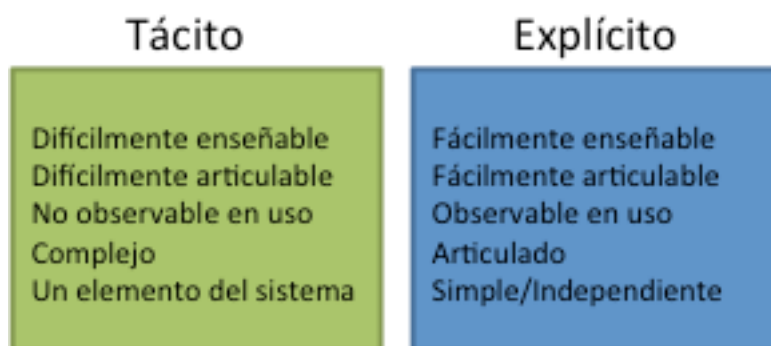 Tácito
Difícilmente enseñable
Difícilmente articulable
No observable en uso
Complejo
Un elemento del sistema
Explícito
Fácilmente enseñable
Fácilmente articulable
Observable en uso
Articulado
Simple/Independiente